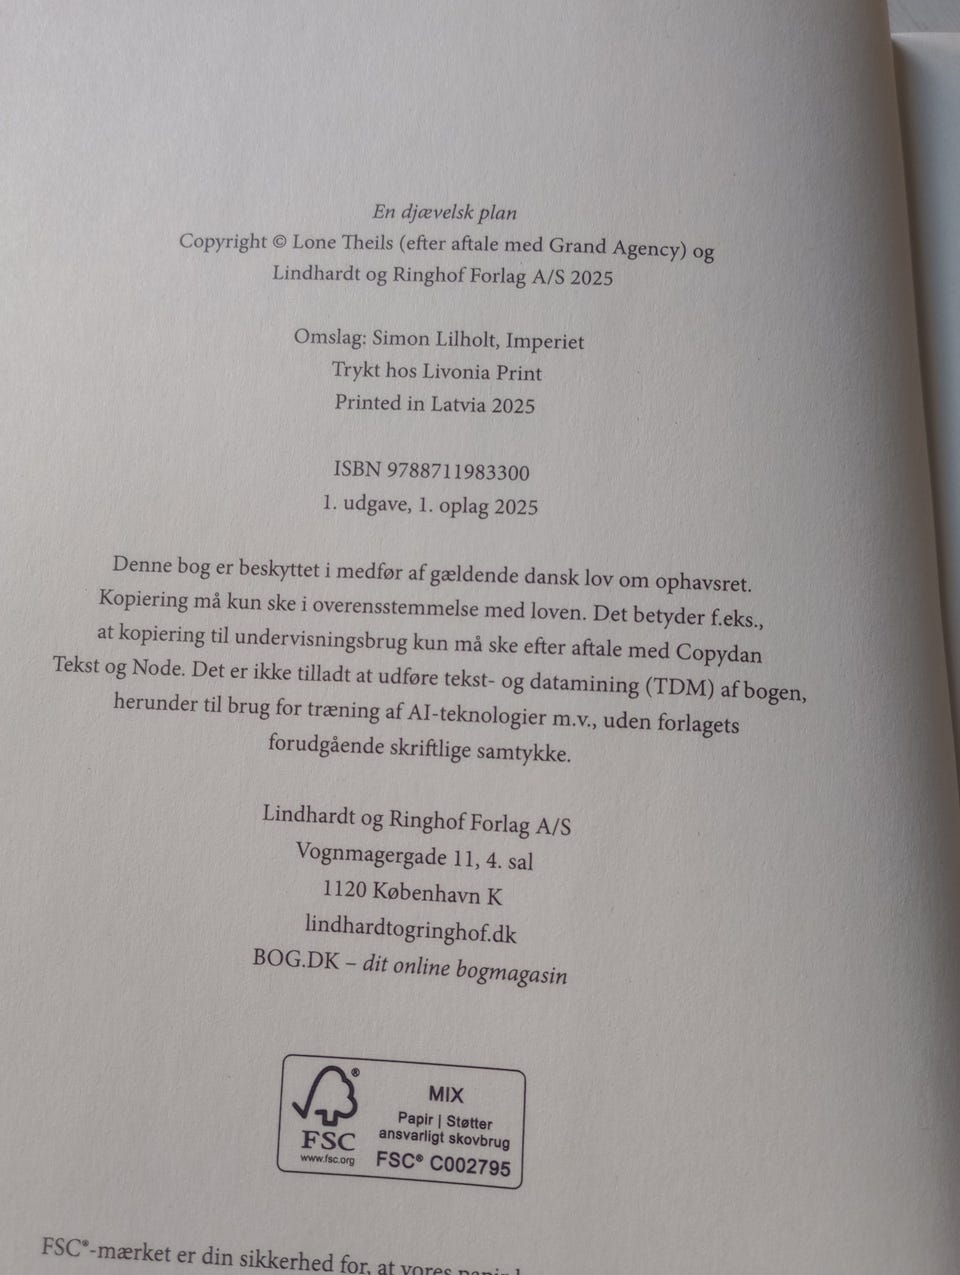 En djævelsk plan
Copyright © Lone Theils (efter aftale med Grand Agency) og
Lindhardt og Ringhof Forlag A/S 2025
Omslag: Simon Lilholt, Imperiet
Trykt hos Livonia Print
Printed in Latvia 2025
ISBN 9788711983300
1. udgave, 1. oplag 2025
Denne bog er beskyttet i medfør af gældende dansk lov om ophavsret.
Kopiering må kun ske i overensstemmelse med loven. Det betyder f.eks.,
at kopiering til undervisningsbrug kun må ske efter aftale med Copydan
Tekst og Node. Det er ikke tilladt at udføre tekst- og datamining (TDM) af bogen,
herunder til brug for træning af AI-teknologier m.v., uden forlagets
forudgående skriftlige samtykke.
Lindhardt og Ringhof Forlag A/S
Vognmagergade 11, 4. sal
1120 København K
lindhardtogringhof.dk
BOG.DK – dit online bogmagasin
FSC
www.fsc.org
MIX
Papir | Støtter
ansvarligt skovbrug
FSC® C002795
FSC®-mærket er din sikkerhed for, at vores